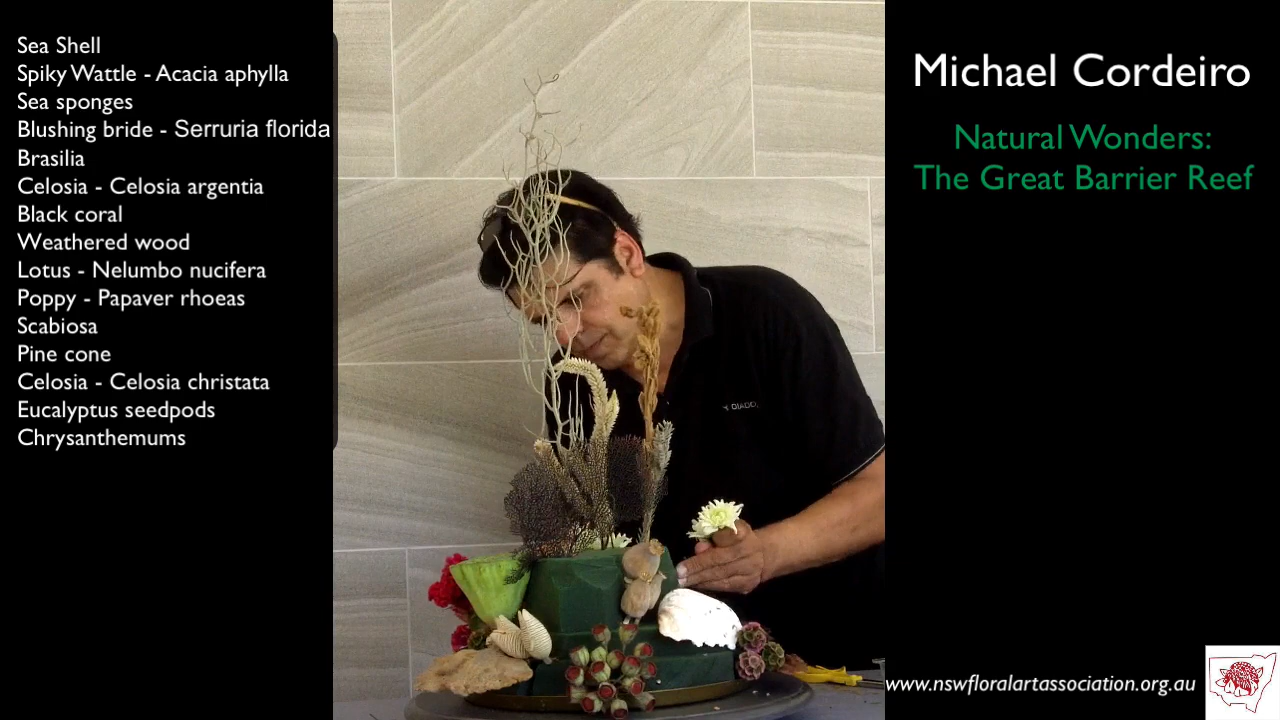 Sea Shell
Spiky Wattle - Acacia aphylla
Sea sponges
Blushing bride - Serruria florida
Brasilia
Celosia - Celosia argentia
Black coral
Weathered wood
Lotus - Nelumbo nucifera
Poppy - Papaver rhoeas
Scabiosa
Pine cone
Celosia - Celosia christata
Eucalyptus seedpods
Chrysanthemums
Michael Cordeiro
Natural Wonders:
The Great Barrier Reef
www.nswfloralartassociation.org.au